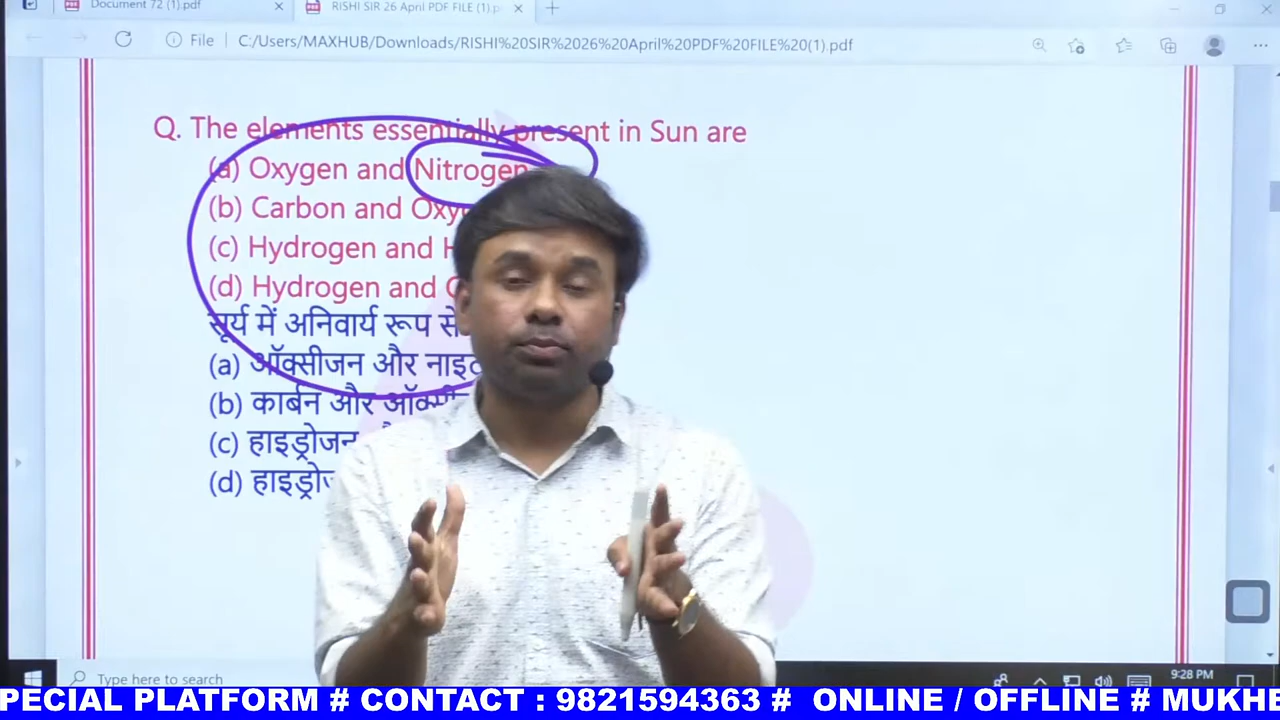 Document 72 (1).pdf
RISHI SIR 26 April PDF FILE (1).p
File
C:/Users/MAXHUB/Downloads/RISHI%20SIR%2026%20April%20PDF%20FILE%20(1).pdf
Q. The elements essentially present in Sun are
(a) Oxygen and Nitrogen
(b) Carbon and Oxy
(c) Hydrogen and H
(d) Hydrogen and
सूर्य में अनिवार्य रूप से
(a) ऑक्सीजन और नाइट
(b) कार्बन और ऑक्सी
(c) हाइड्रोजन
(d) हाइड्रोज
Type here to search
9:28 PM
PECIAL PLATFORM # CONTACT : 9821594363 # ONLINE / OFFLINE # MUKHE